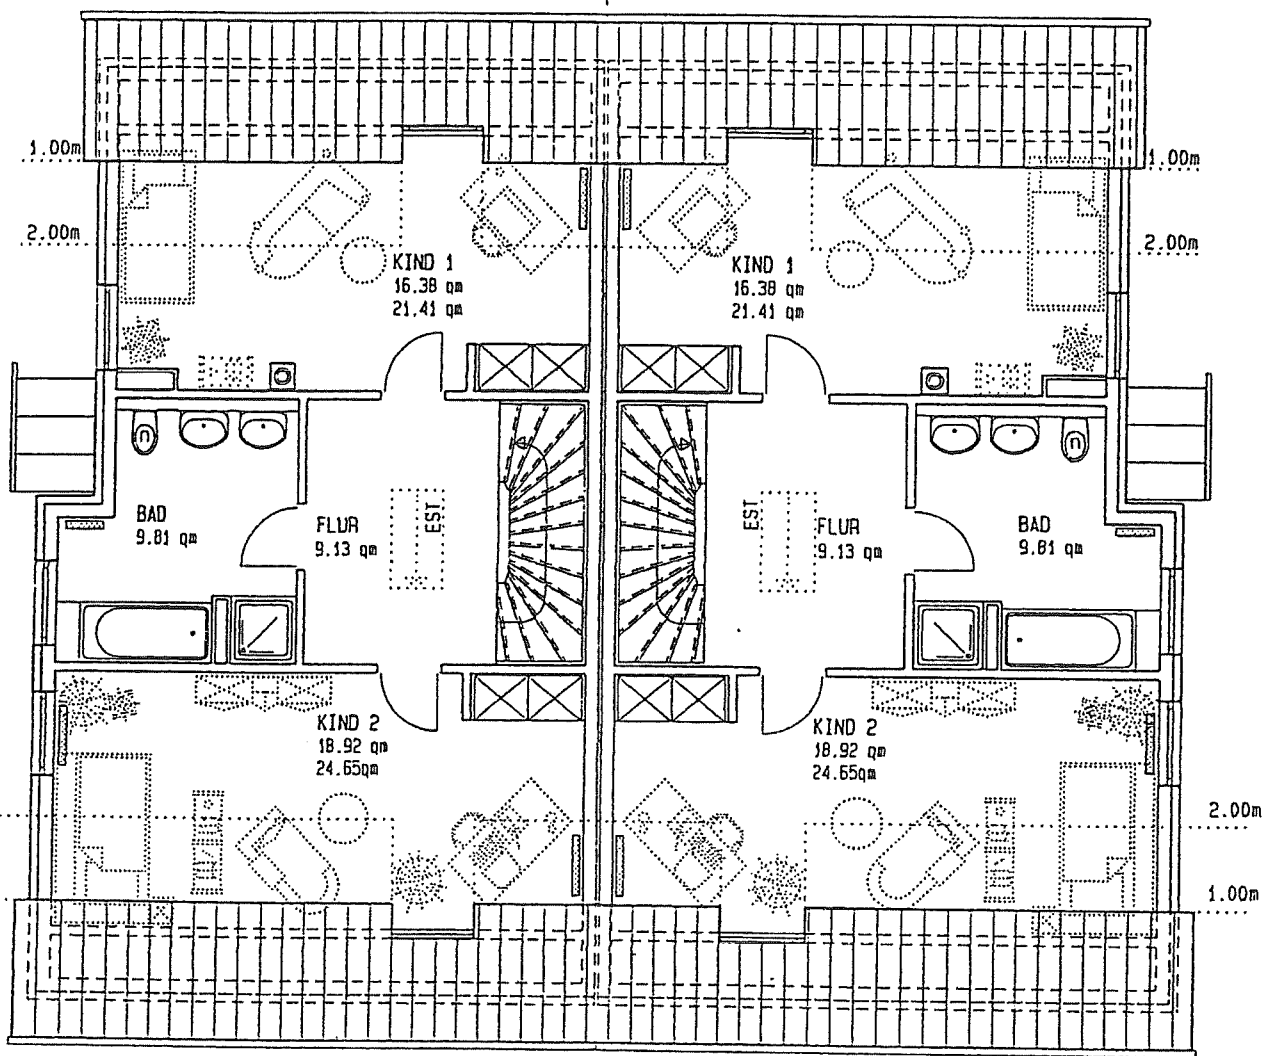 1.00m
1.00m
2.00m
2.00m
KIND 1
16.38 qm
21.41 qm
KIND 1
16.38 qm
21.41 qm
BAD
9.81 qm
FLUR
9.13 qm
EST
EST
FLUR
9.13 qm
BAD
9.81 qm
KIND 2
18.92 qm
24.65qm
KIND 2
18.92 qm
24.65qm
2.00m
1.00m